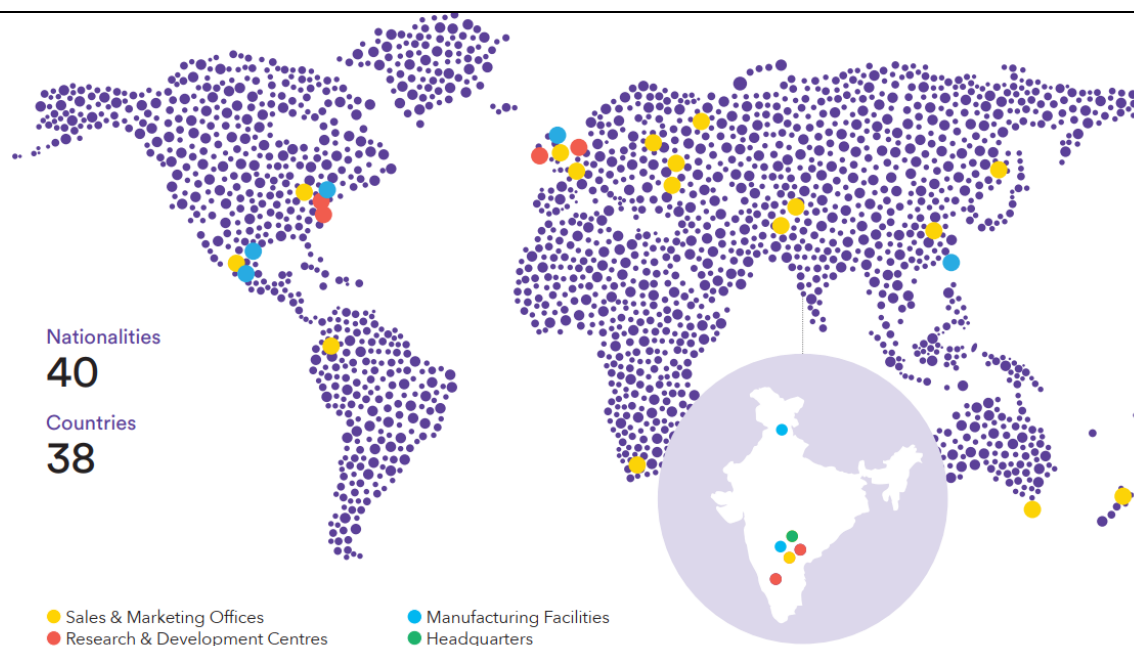 Nationalities
40
Countries
38
Sales & Marketing Offices
Manufacturing Facilities
Research & Development Centres
Headquarters